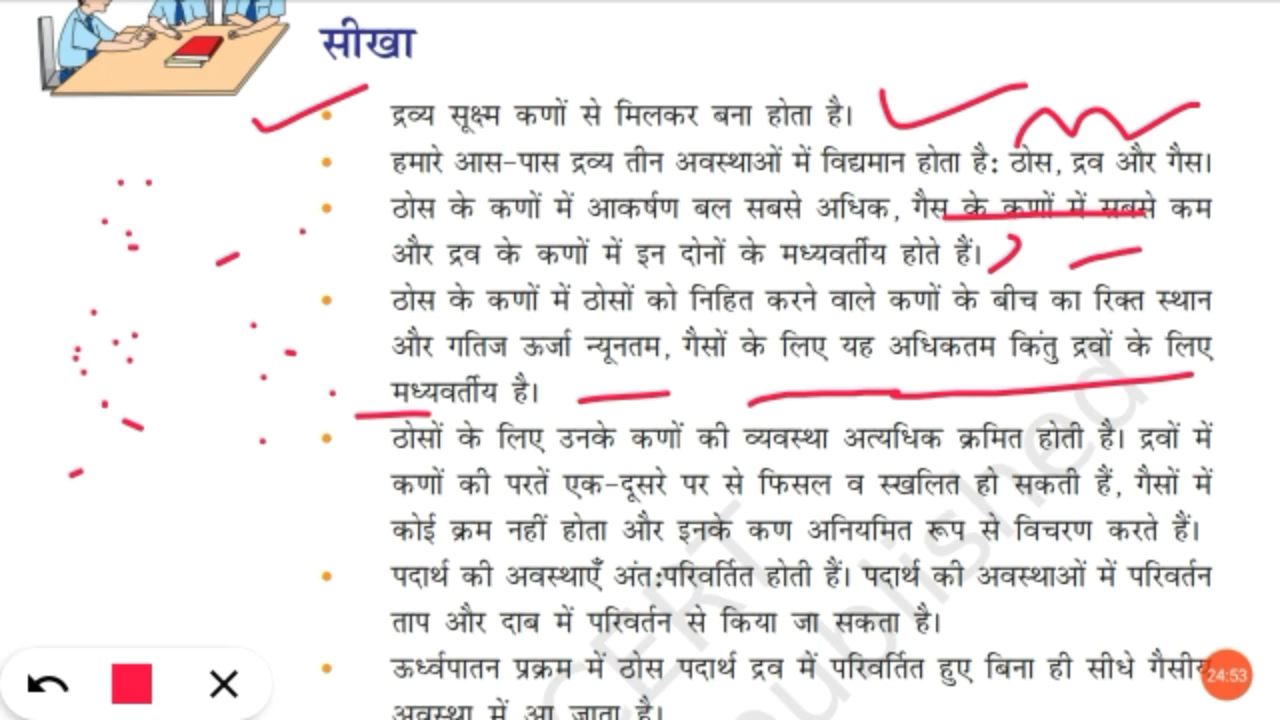 सीखा
द्रव्य सूक्ष्म कणों से मिलकर बना होता है।
हमारे आस-पास द्रव्य तीन अवस्थाओं में विद्यमान होता है: ठोस, द्रव और गैस।
ठोस के कणों में आकर्षण बल सबसे अधिक, गैस के कणों में सबसे कम
और द्रव के कणों में इन दोनों के मध्यवर्तीय होते हैं।
ठोस के कणों में ठोसों को निहित करने वाले कणों के बीच का रिक्त स्थान
और गतिज ऊर्जा न्यूनतम, गैसों के लिए यह अधिकतम किंतु द्रवों के लिए
मध्यवर्तीय है।
ठोसों के लिए उनके कणों की व्यवस्था अत्यधिक क्रमित होती है। द्रवों में
कणों की परतें एक-दूसरे पर से फिसल व स्खलित हो सकती हैं, गैसों में
कोई क्रम नहीं होता और इनके कण अनियमित रूप से विचरण करते हैं।
पदार्थ की अवस्थाएँ अंत:परिवर्तित होती हैं। पदार्थ की अवस्थाओं में परिवर्तन
ताप और दाब में परिवर्तन से किया जा सकता है।
ऊर्ध्वपातन प्रक्रम में ठोस पदार्थ द्रव में परिवर्तित हुए बिना ही सीधे गैसीय
अवस्था में आ जाता है।
24:53
CERT
published